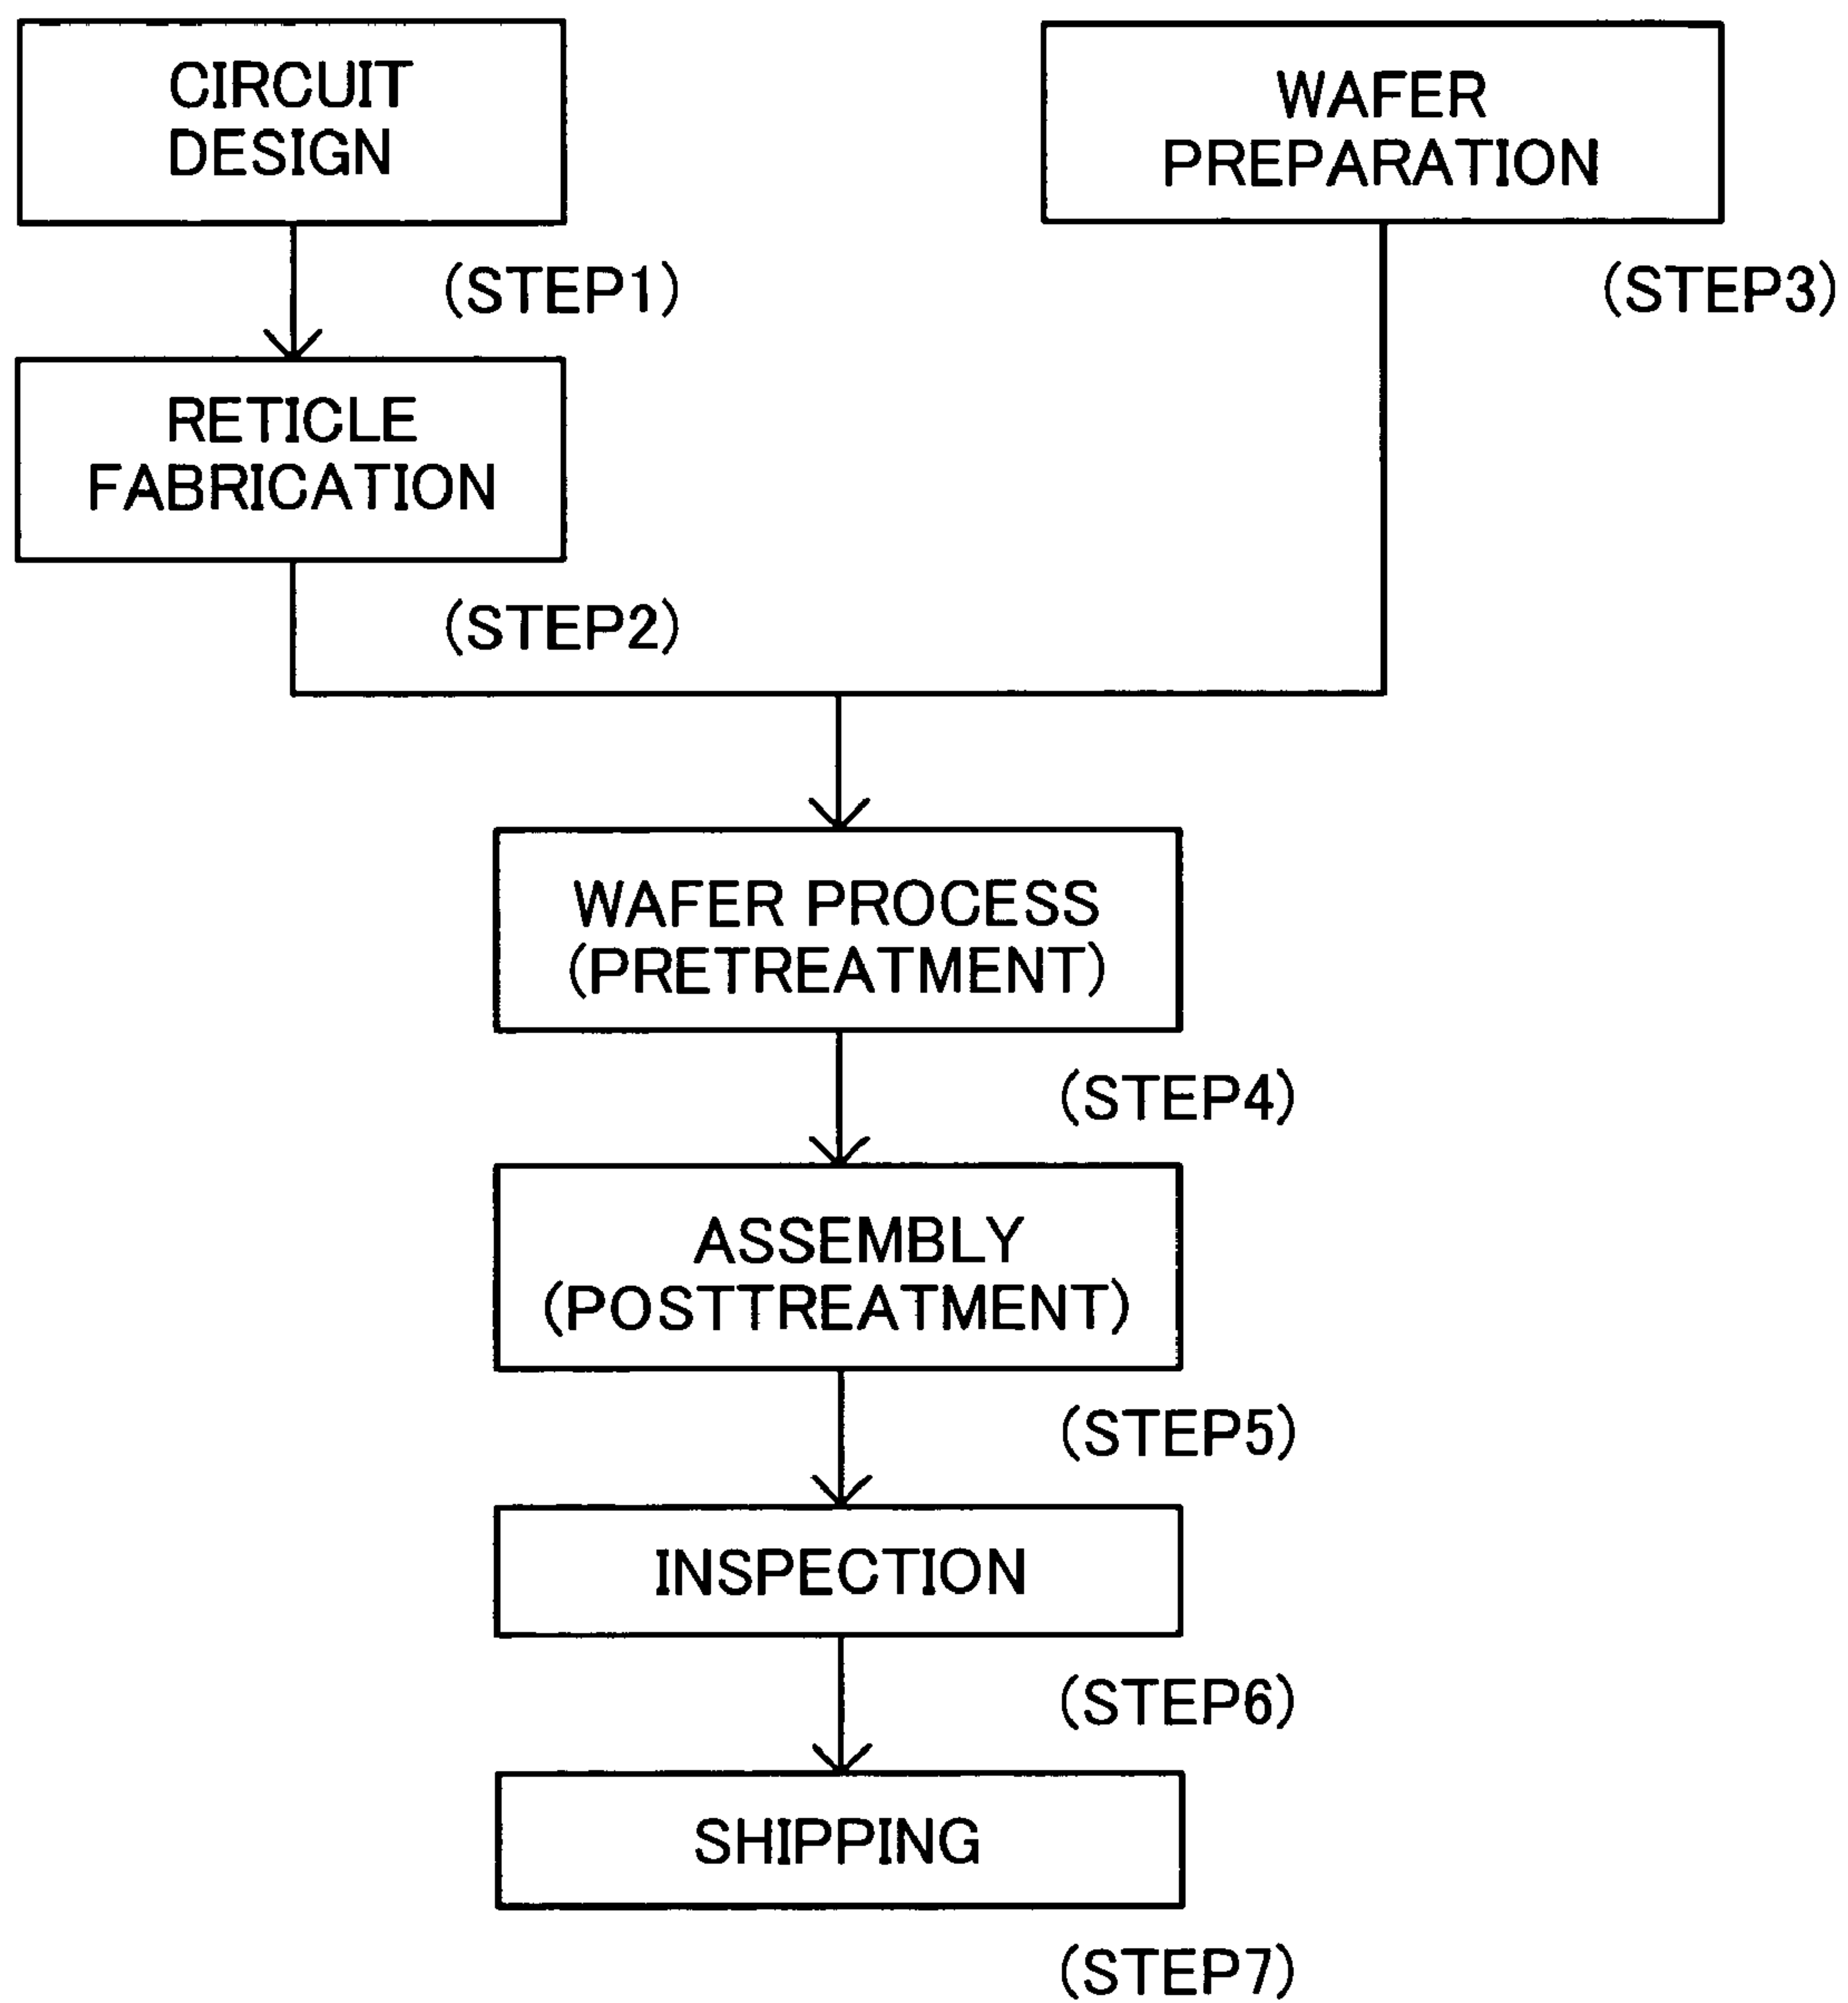 CIRCUIT
DESIGN
(STEP1)
RETICLE
FABRICATION
(STEP2)
WAFER
PREPARATION
(STEP3)
WAFER PROCESS
(PRETREATMENT)
(STEP4)
ASSEMBLY
(POSTTREATMENT)
(STEP5)
INSPECTION
(STEP6)
SHIPPING
(STEP7)